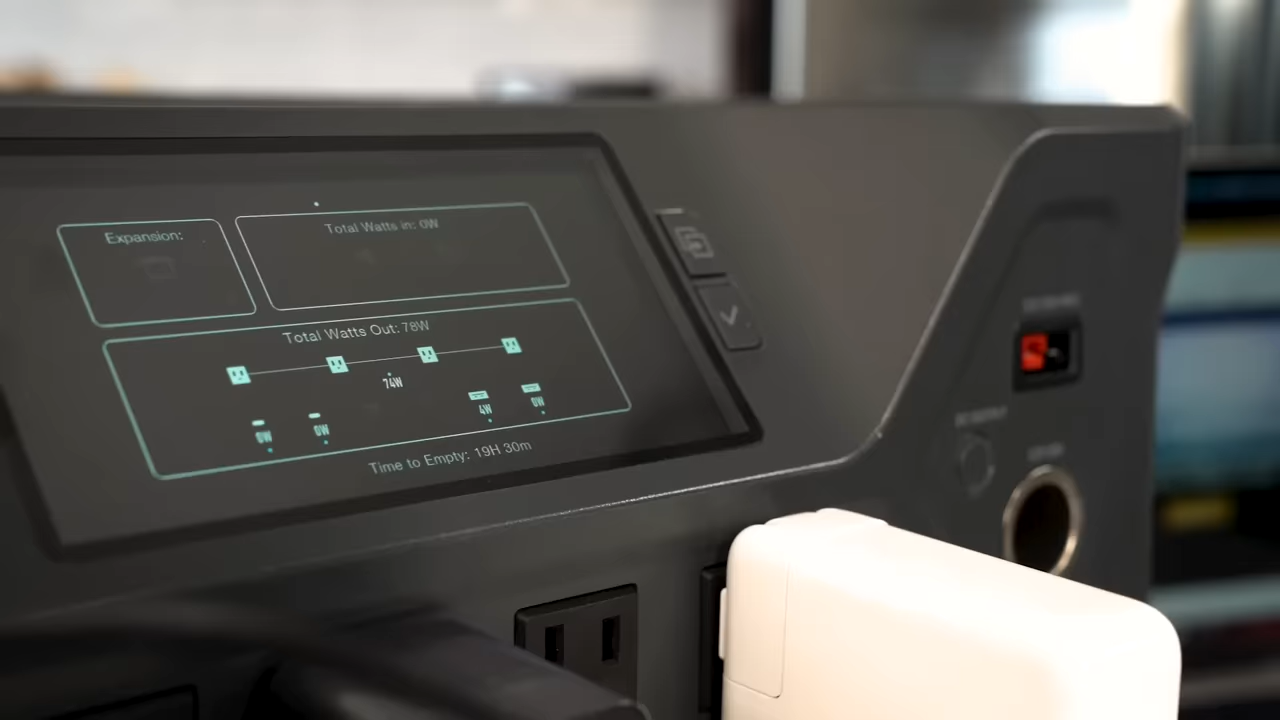 Expansion:
Total Watts in: 0W
Total Watts Out: 78W
74W
4W
0W
0W
0W
Time to Empty: 19H 30m